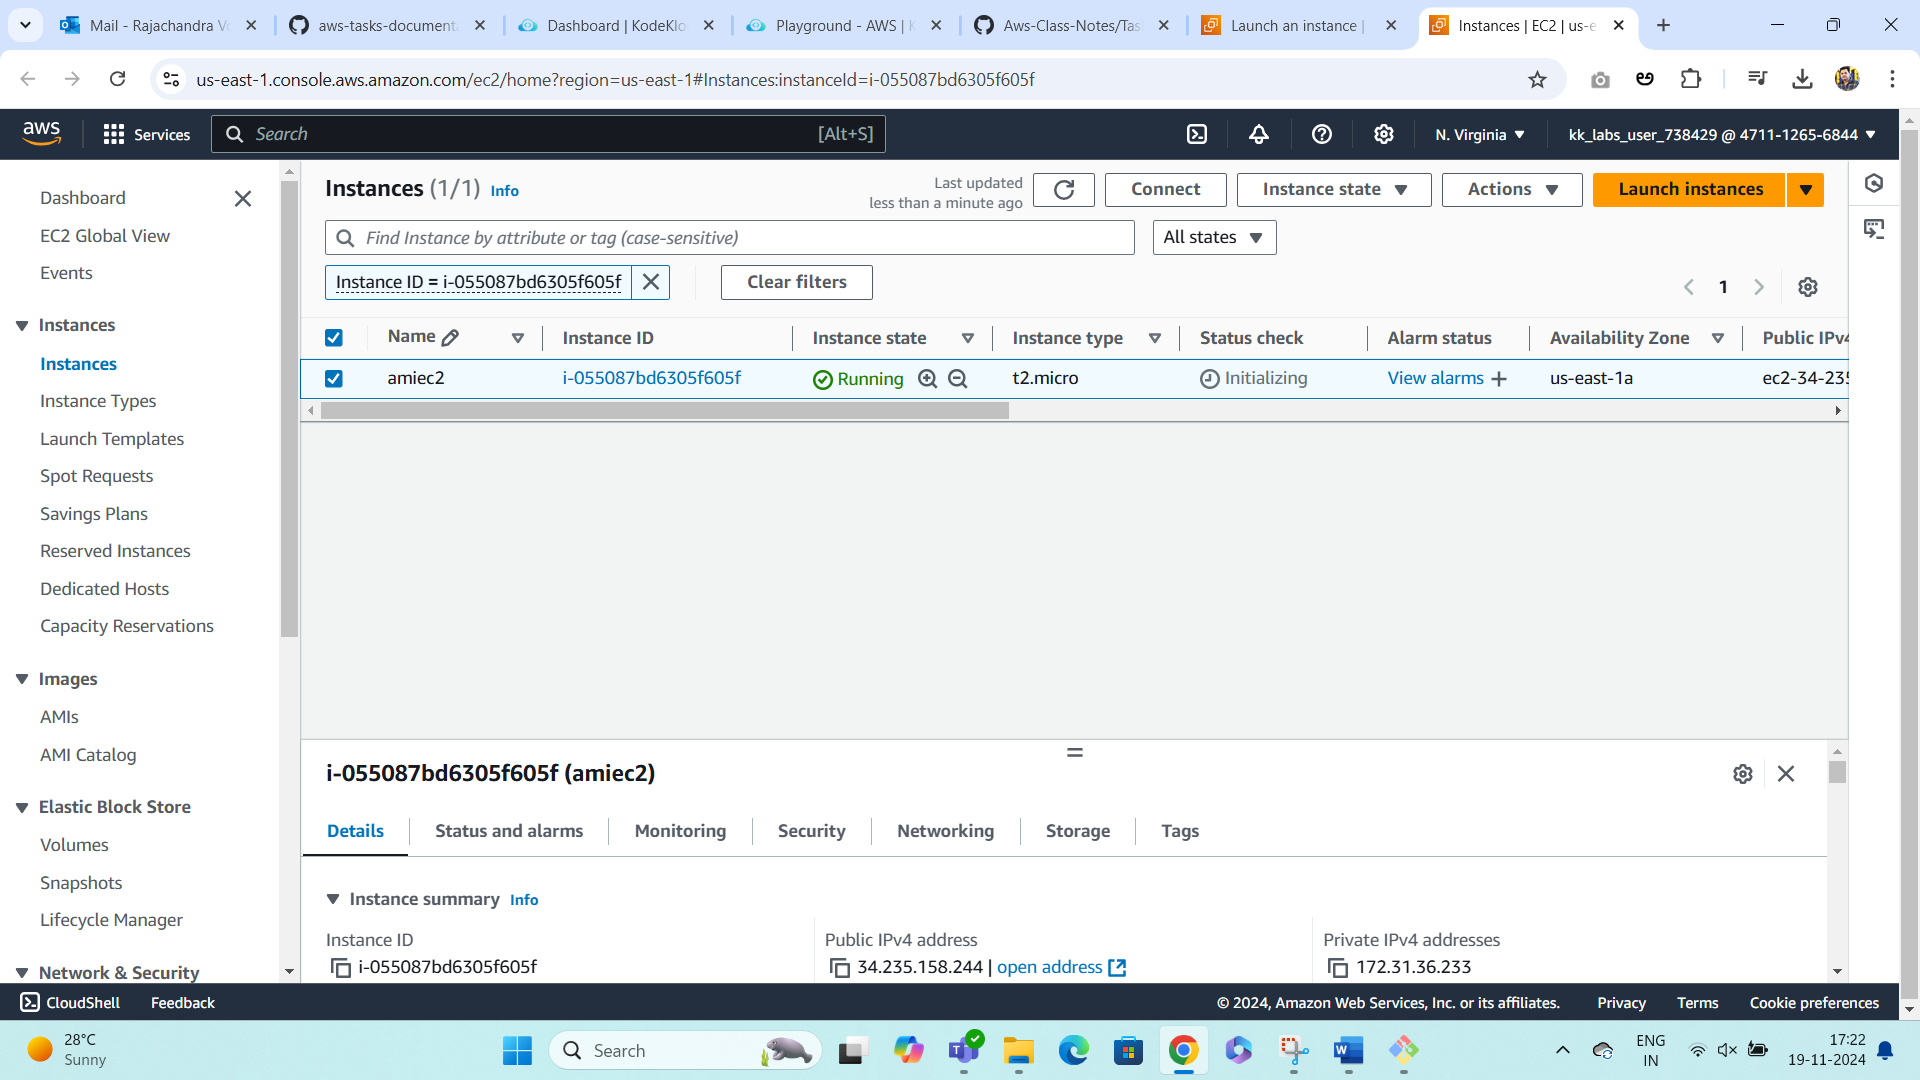 Mail - Rajachandra Vo
aws-tasks-documenta
Dashboard | KodeKlo
Playground - AWS | K
Aws-Class-Notes/Tas
Launch an instance |
Instances | EC2 | us-e
us-east-1.console.aws.amazon.com/ec2/home?region=us-east-1#Instances:instanceId=i-055087bd6305f605f
aws
Services
Search
[Alt+S]
N. Virginia
kk_labs_user_738429 @ 4711-1265-6844
Dashboard
EC2 Global View
Events
Instances
Instances
Instance Types
Launch Templates
Spot Requests
Savings Plans
Reserved Instances
Dedicated Hosts
Capacity Reservations
Images
AMIs
AMI Catalog
Elastic Block Store
Volumes
Snapshots
Lifecycle Manager
Network & Security
Instances (1/1) Info
Last updated
less than a minute ago
Connect
Instance state
Actions
Launch instances
Find Instance by attribute or tag (case-sensitive)
All states
Instance ID = i-055087bd6305f605f
Clear filters
1
Name Instance ID Instance state Instance type Status check Alarm status Availability Zone Public IPv4
amiec2 i-055087bd6305f605f Running t2.micro Initializing View alarms us-east-1a ec2-34-235
i-055087bd6305f605f (amiec2)
Details Status and alarms Monitoring Security Networking Storage Tags
Instance summary Info
Instance ID
i-055087bd6305f605f
Public IPv4 address
34.235.158.244 | open address
Private IPv4 addresses
172.31.36.233
CloudShell Feedback
© 2024, Amazon Web Services, Inc. or its affiliates. Privacy Terms Cookie preferences
28°C
Sunny
Search
ENG
IN
17:22
19-11-2024